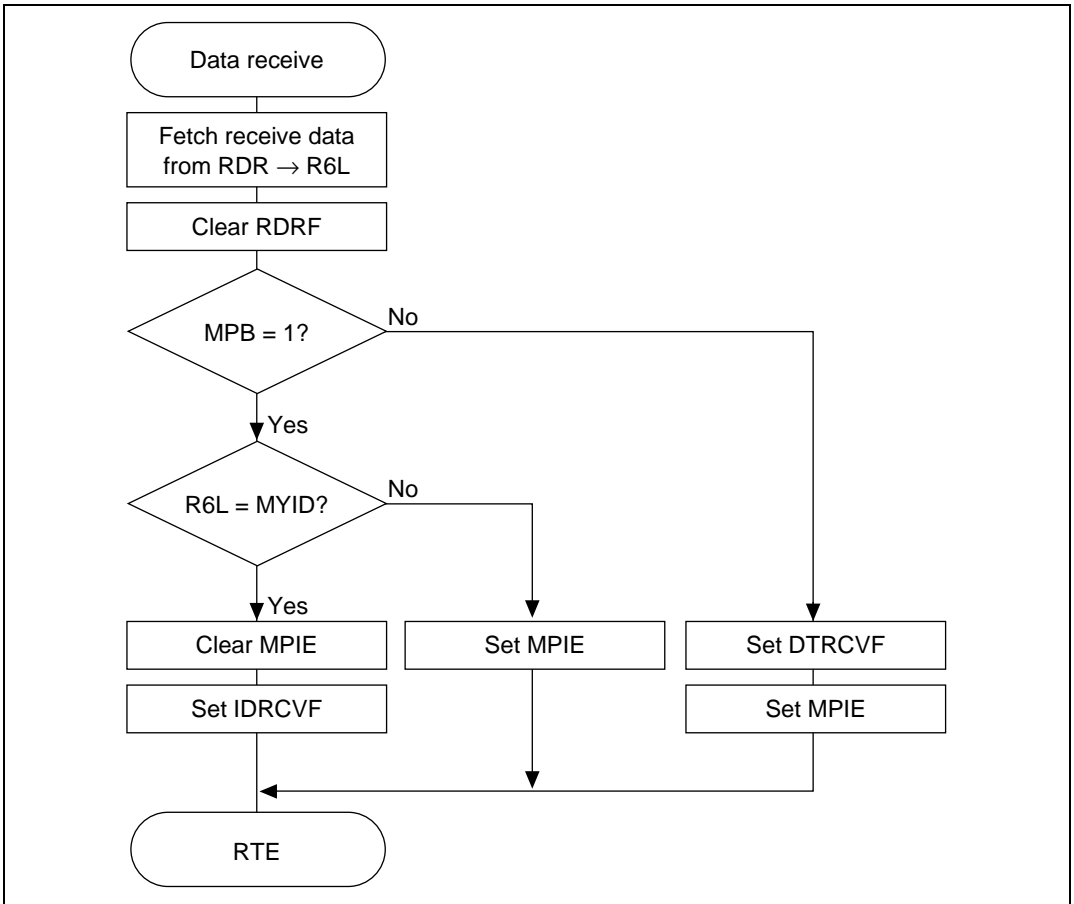 Data receive
Fetch receive data
from RDR → R6L
Clear RDRF
MPB = 1?
No
Yes
R6L = MYID?
No
Yes
Clear MPIE
Set MPIE
Set DTRCVF
Set IDRCVF
Set MPIE
RTE